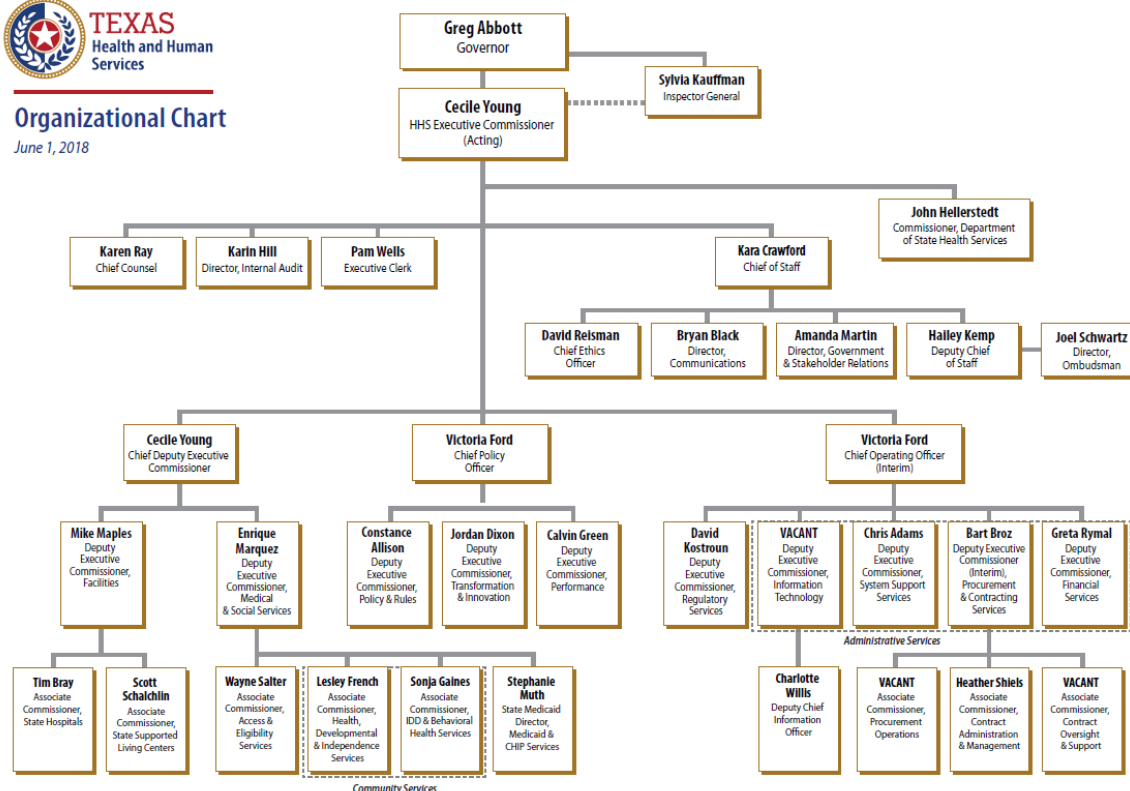 TEXAS
Health and Human
Services
Organizational Chart
June 1, 2018
Greg Abbott
Governor
Sylvia Kauffman
Inspector General
Cecile Young
HHS Executive Commissioner
(Acting)
John Hellerstedt
Commissioner, Department
of State Health Services
Karen Ray
Chief Counsel
Karin Hill
Director, Internal Audit
Pam Wells
Executive Clerk
Kara Crawford
Chief of Staff
David Reisman
Chief Ethics
Officer
Bryan Black
Director,
Communications
Amanda Martin
Director, Government
& Stakeholder Relations
Hailey Kemp
Deputy Chief
of Staff
Joel Schwartz
Director,
Ombudsman
Cecile Young
Chief Deputy Executive
Commissioner
Victoria Ford
Chief Policy
Officer
Victoria Ford
Chief Operating Officer
(Interim)
Mike Maples
Deputy
Executive
Commissioner,
Facilities
Enrique
Marquez
Deputy
Executive
Commissioner,
Medical
& Social Services
Constance
Allison
Deputy
Executive
Commissioner,
Policy & Rules
Jordan Dixon
Deputy
Executive
Commissioner,
Transformation
& Innovation
Calvin Green
Deputy
Executive
Commissioner,
Performance
David
Kostroun
Deputy
Executive
Commissioner,
Regulatory
Services
VACANT
Deputy
Executive
Commissioner,
Information
Technology
Chris Adams
Deputy
Executive
Commissioner,
System Support
Services
Bart Broz
Deputy Executive
Commissioner
(Interim),
Procurement
& Contracting
Services
Greta Rymal
Deputy
Executive
Commissioner,
Financial
Services
Administrative Services
Tim Bray
Associate
Commissioner,
State Hospitals
Scott
Schalchlin
Associate
Commissioner,
State Supported
Living Centers
Wayne Salter
Associate
Commissioner,
Access &
Eligibility
Services
Lesley French
Associate
Commissioner,
Health,
Developmental
& Independence
Services
Sonja Gaines
Associate
Commissioner,
IDD & Behavioral
Health Services
Stephanie
Muth
State Medicaid
Director,
Medicaid &
CHIP Services
Community Services
Charlotte
Willis
Deputy Chief
Information
Officer
VACANT
Associate
Commissioner,
Procurement
Operations
Heather Shiels
Associate
Commissioner,
Contract
Administration
& Management
VACANT
Associate
Commissioner,
Contract
Oversight
& Support